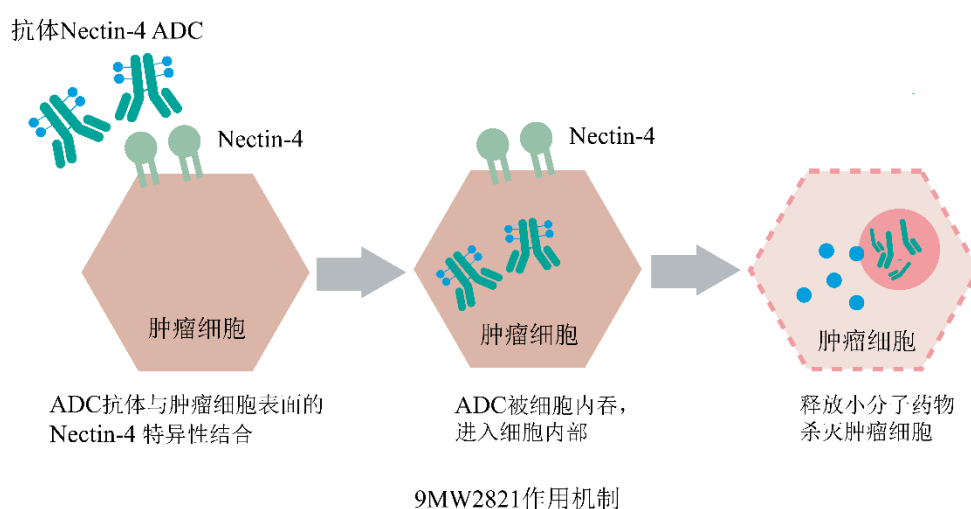 抗体Nectin-4 ADC
Nectin-4
Nectin-4
肿瘤细胞
肿瘤细胞
肿瘤细胞
ADC抗体与肿瘤细胞表面的
Nectin-4 特异性结合
ADC被细胞内吞，
进入细胞内部
释放小分子药物
杀灭肿瘤细胞
9MW2821作用机制